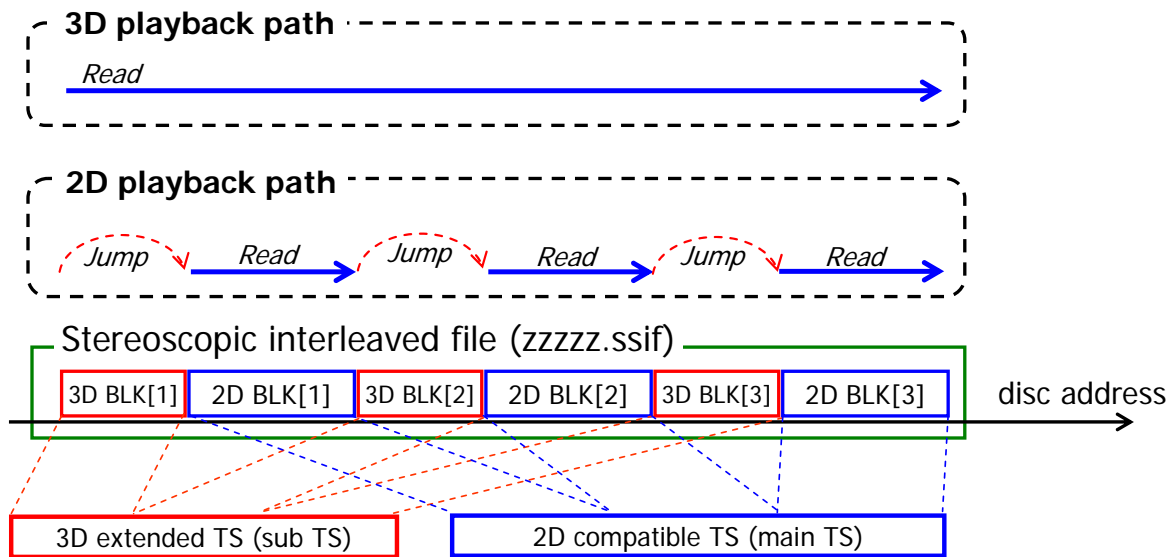 3D playback path
Read
2D playback path
Jump Read Jump Read Jump Read
Stereoscopic interleaved file (zzzzz.ssif)
3D BLK[1] 2D BLK[1] 3D BLK[2] 2D BLK[2] 3D BLK[3] 2D BLK[3] disc address
3D extended TS (sub TS) 2D compatible TS (main TS)